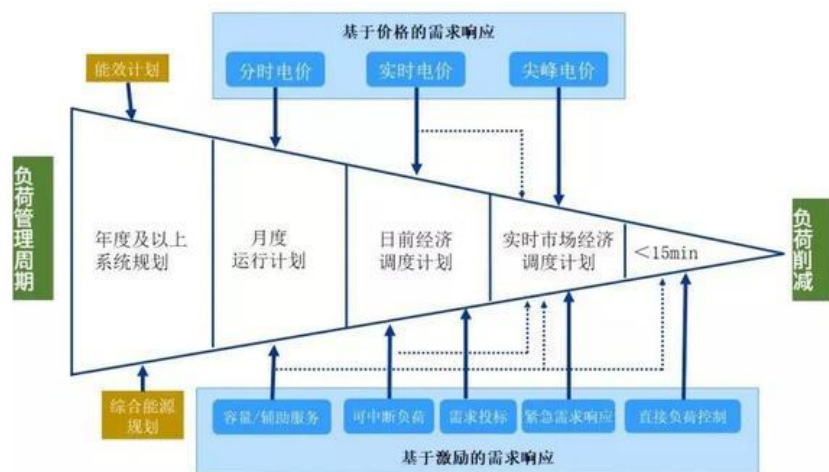 基于价格的需求响应
能效计划
分时电价
实时电价
尖峰电价
负荷管理周期
年度及以上
系统规划
月度
运行计划
日前经济
调度计划
实时市场经济
调度计划
<15min
负荷削减
综合能源
规划
容量/辅助服务
可中断负荷
需求投标
紧急需求响应
直接负荷控制
基于激励的需求响应